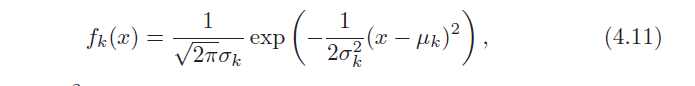 f_k(x) = \frac{1}{\sqrt{2\pi}\sigma_k} \exp\left(-\frac{1}{2\sigma_k^2}(x - \mu_k)^2\right), (4.11)